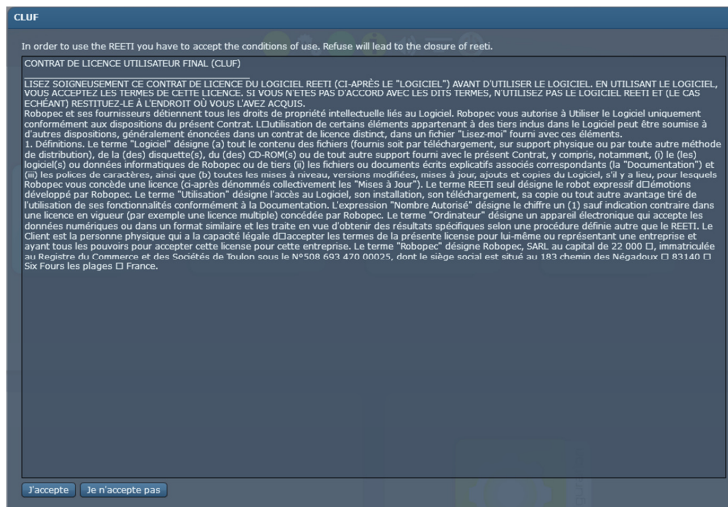 CLUF
In order to use the REETI you have to accept the conditions of use. Refuse will lead to the closure of reeti.
CONTRAT DE LICENCE UTILISATEUR FINAL (CLUF)
LISEZ SOIGNEUSEMENT CE CONTRAT DE LICENCE DU LOGICIEL REETI (CI-APRÈS LE "LOGICIEL") AVANT D'UTILISER LE LOGICIEL. EN UTILISANT LE LOGICIEL,
VOUS ACCEPTEZ LES TERMES DE CETTE LICENCE. SI VOUS N'ETES PAS D'ACCORD AVEC LES DITS TERMES, N'UTILISEZ PAS LE LOGICIEL REETI ET (LE CAS
ECHÉANT) RESTITUEZ-LE À L'ENDROIT OÙ VOUS L'AVEZ ACQUIS.
Robopec et ses fournisseurs détiennent tous les droits de propriété intellectuelle liés au Logiciel. Robopec vous autorise à Utiliser le Logiciel uniquement
conformément aux dispositions du présent Contrat. L□utilisation de certains éléments appartenant à des tiers inclus dans le Logiciel peut être soumise à
d'autres dispositions, généralement énoncées dans un contrat de licence distinct, dans un fichier "Lisez-moi" fourni avec ces éléments.
1. Définitions. Le terme "Logiciel" désigne (a) tout le contenu des fichiers (fournis soit par téléchargement, sur support physique ou par toute autre méthode
de distribution), de la (des) disquette(s), du (des) CD-ROM(s) ou de tout autre support fourni avec le présent Contrat, y compris, notamment, (i) le (les)
logiciel(s) ou données informatiques de Robopec ou de tiers (ii) les fichiers ou documents écrits explicatifs associés correspondants (la "Documentation") et
(iii) les polices de caractères, ainsi que (b) toutes les mises à niveau, versions modifiées, mises à jour, ajouts et copies du Logiciel, s'il y a lieu, pour lesquels
Robopec vous concède une licence (ci-après dénommés collectivement les "Mises à Jour"). Le terme REETI seul désigne le robot expressif d□émotions
développé par Robopec. Le terme "Utilisation" désigne l'accès au Logiciel, son installation, son téléchargement, sa copie ou tout autre avantage tiré de
l'utilisation de ses fonctionnalités conformément à la Documentation. L'expression "Nombre Autorisé" désigne le chiffre un (1) sauf indication contraire dans
une licence en vigueur (par exemple une licence multiple) concédée par Robopec. Le terme "Ordinateur" désigne un appareil électronique qui accepte les
données numériques ou dans un format similaire et les traite en vue d'obtenir des résultats spécifiques selon une procédure définie autre que le REETI. Le
Client est la personne physique qui a la capacité légale d□accepter les termes de la présente license pour lui-même ou représentant une entreprise et
ayant tous les pouvoirs pour accepter cette license pour cette entreprise. Le terme "Robopec" désigne Robopec, SARL au capital de 22 000 □, immatriculée
au Registre du Commerce et des Sociétés de Toulon sous le N°508 693 470 00025, dont le siège social est situé au 183 chemin des Négadoux □ 83140 □
Six Fours les plages □ France.
J'accepte
Je n'accepte pas